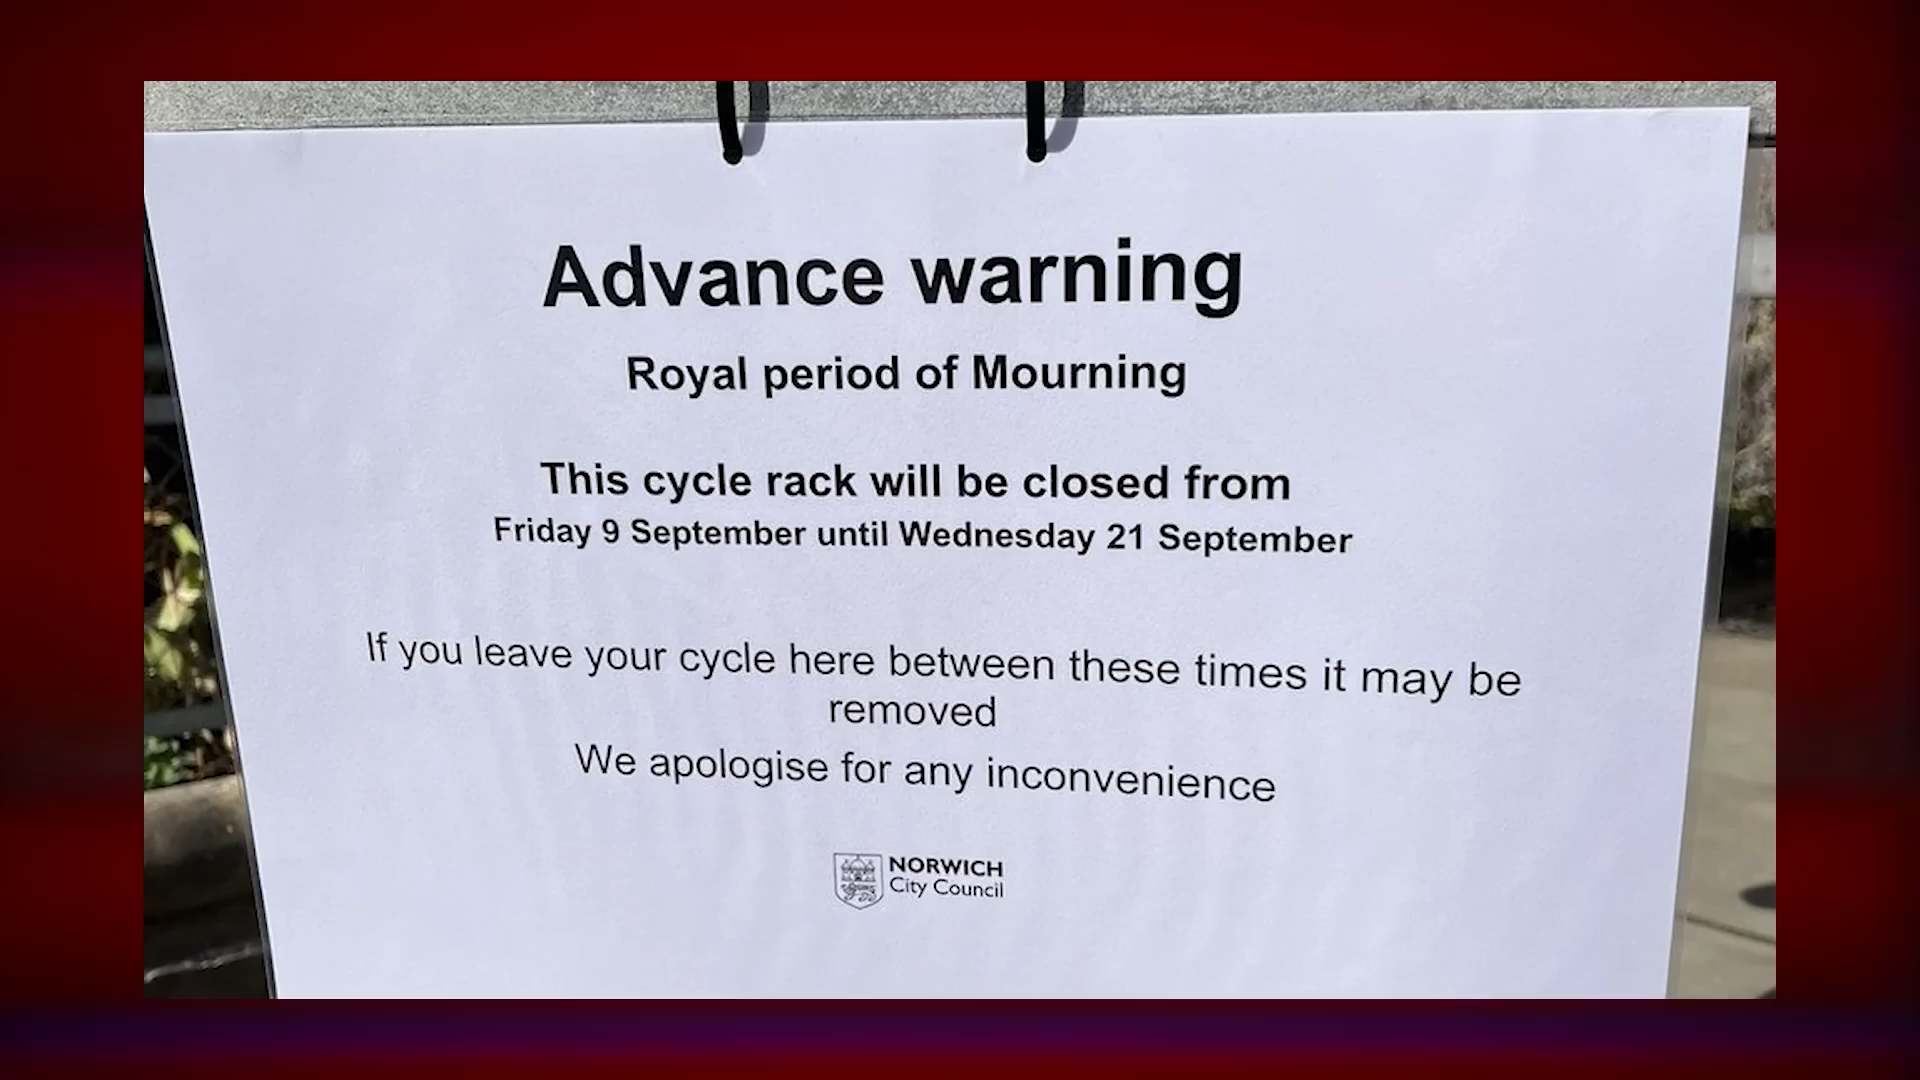 Advance warning
Royal period of Mourning
This cycle rack will be closed from
Friday 9 September until Wednesday 21 September
If you leave your cycle here between these times it may be
removed
We apologise for any inconvenience
NORWICH
City Council